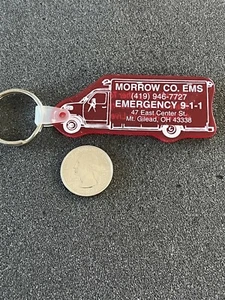 MORROW CO. EMS
(419) 946-7727
EMERGENCY 9-1-1
47 East Center St.
Mt. Gilead, OH 43338